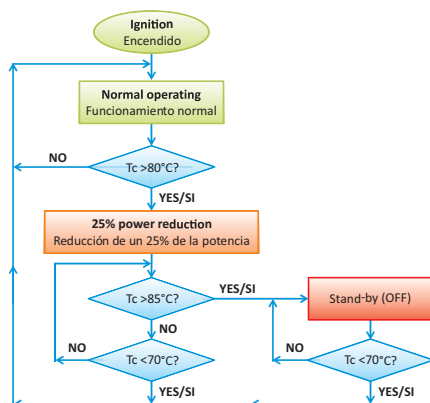 Ignition
Encendido
Normal operating
Funcionamiento normal
NO
Tc >80°C?
YES/SI
25% power reduction
Reducción de un 25% de la potencia
Tc >85°C?
YES/SI
Stand-by (OFF)
NO
NO
Tc <70°C?
NO
Tc <70°C?
YES/SI
YES/SI